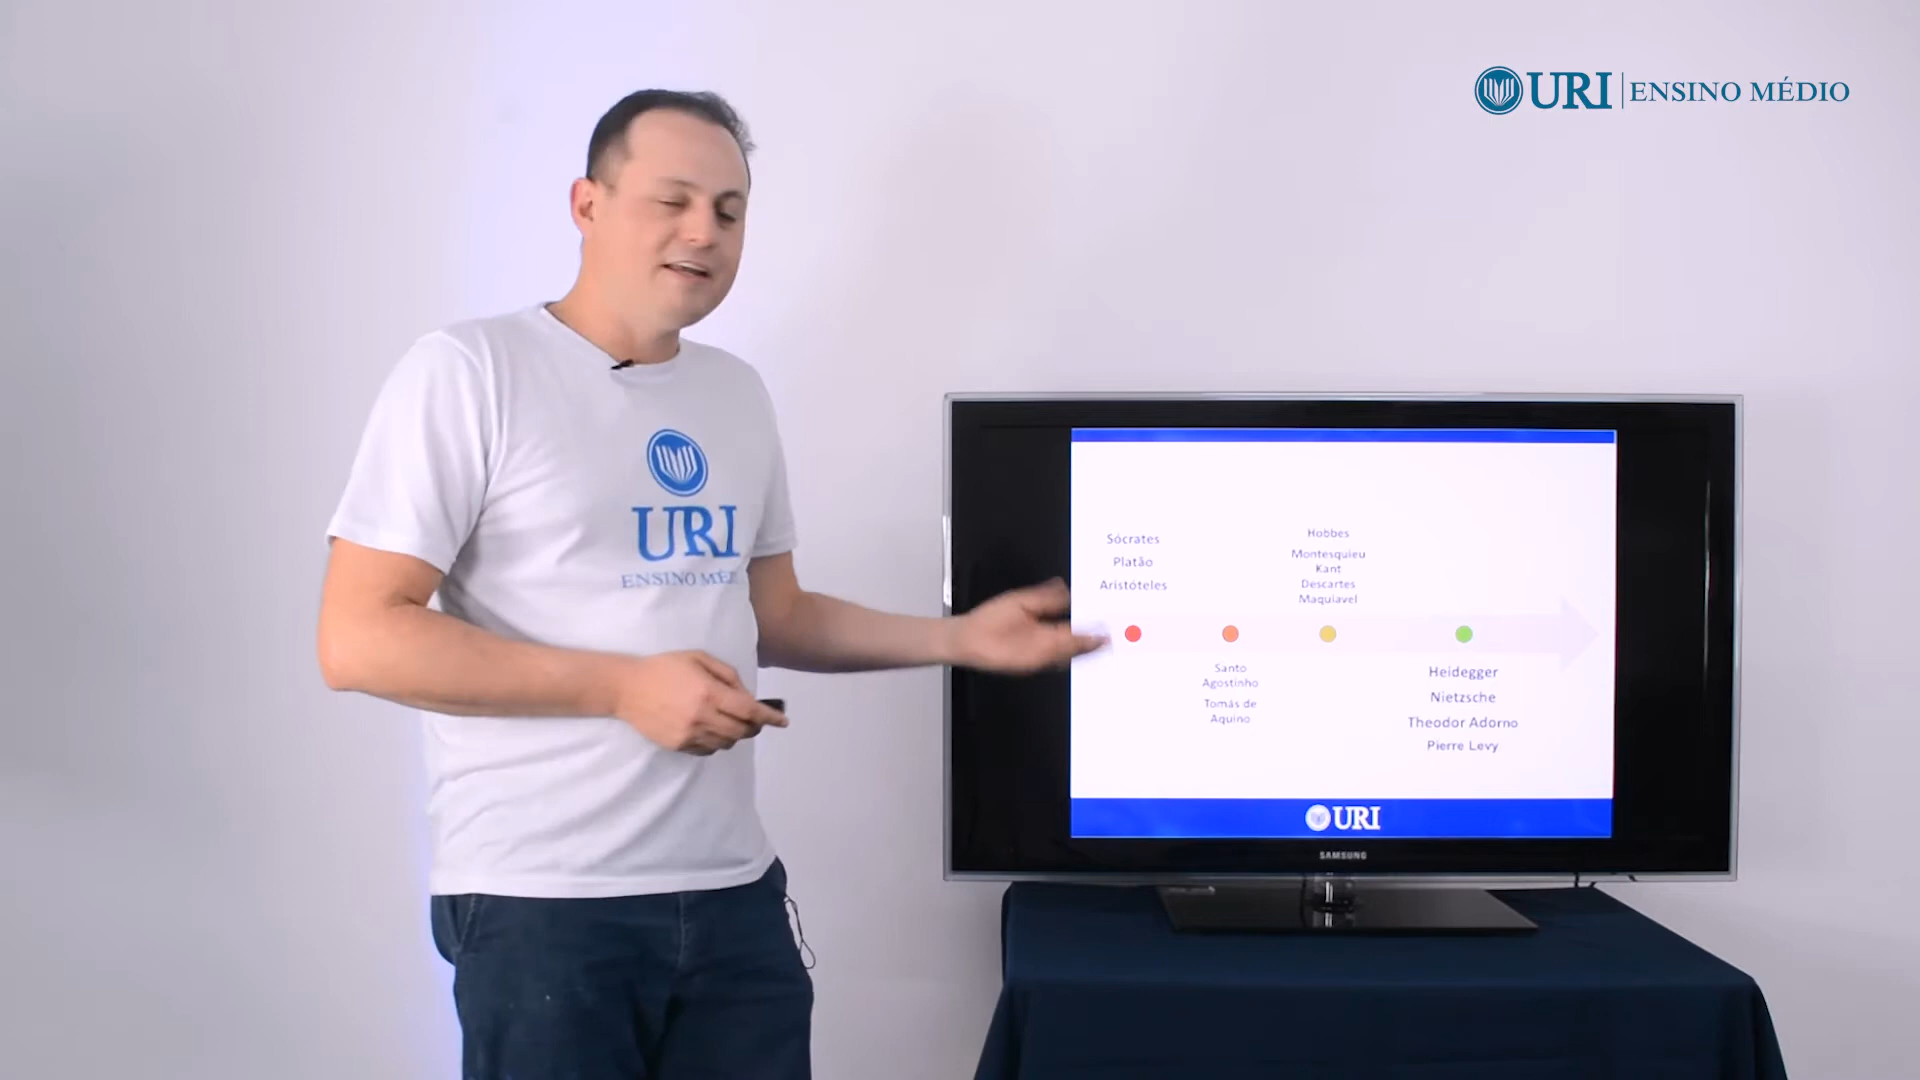 URI ENSINO MÉDIO
URI
ENSINO MÉD
Sócrates
Platão
Aristóteles
Hobbes
Montesquieu
Kant
Descartes
Maquiavel
Santo
Agostinho
Tomás de
Aquino
Heidegger
Nietzsche
Theodor Adorno
Pierre Levy
URI
SAMSUNG